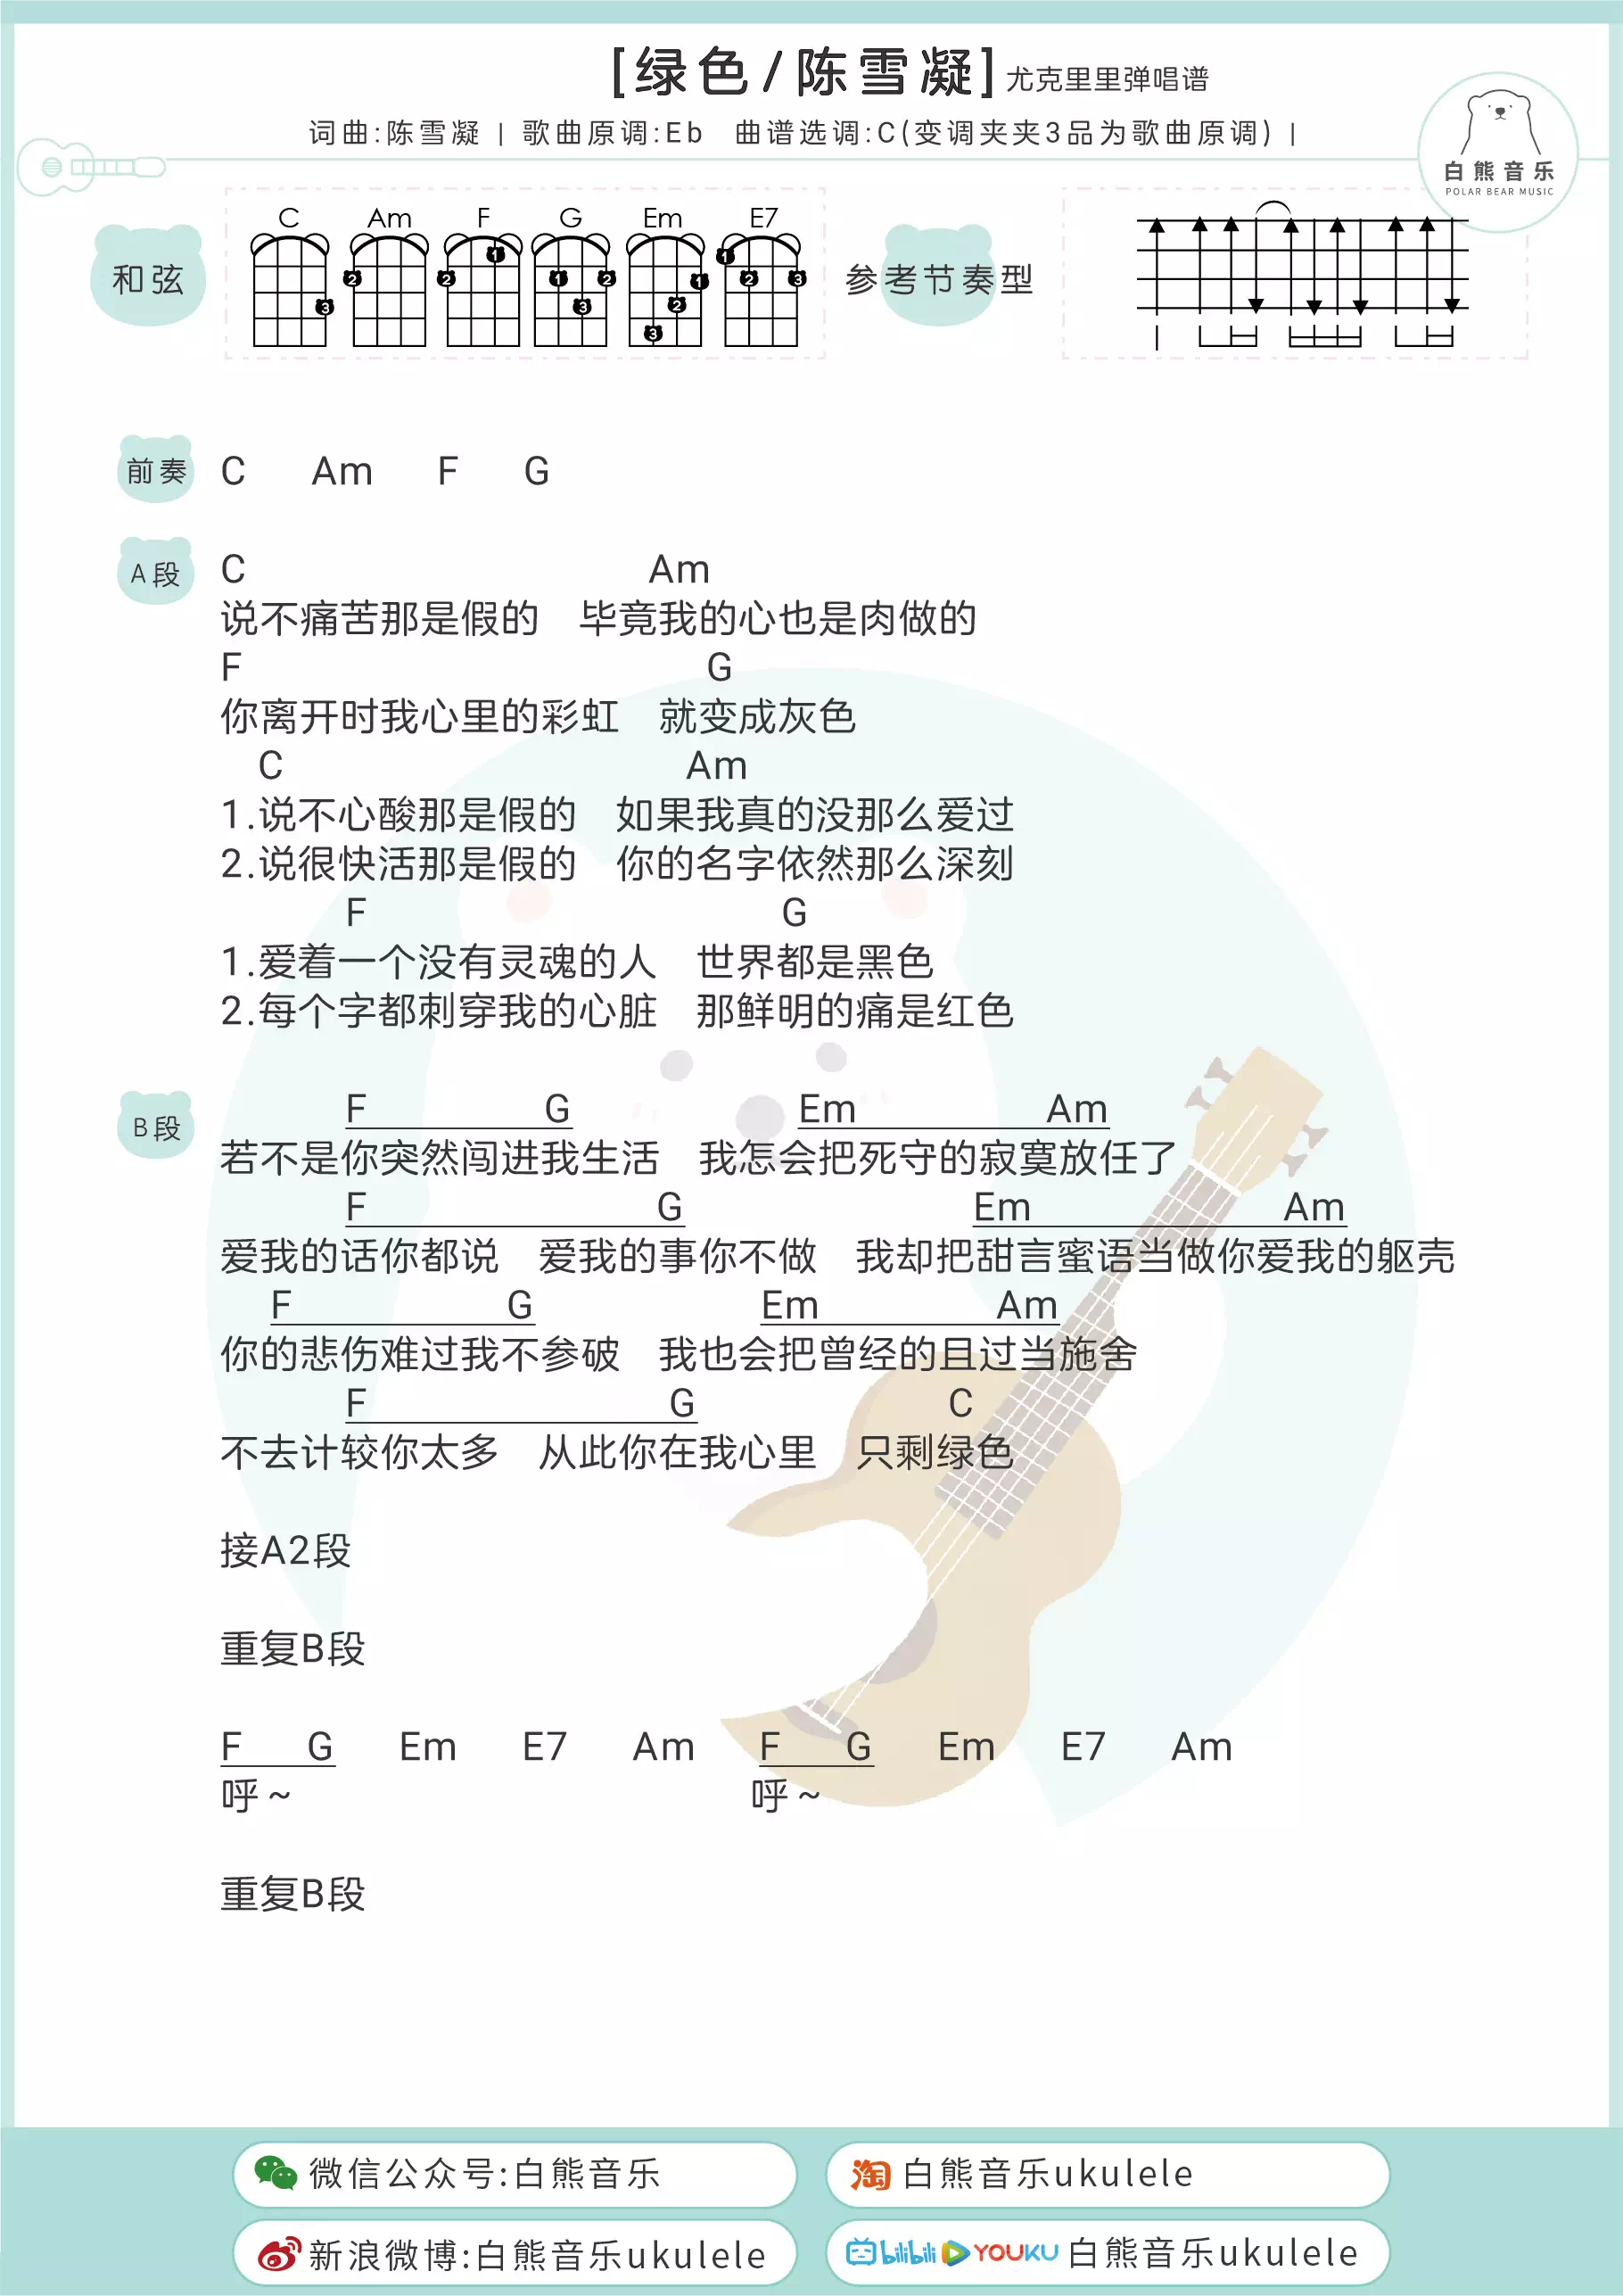 [绿色/陈雪凝] 尤克里里弹唱谱
词曲:陈雪凝 | 歌曲原调:Eb 曲谱选调:C(变调夹夹3品为歌曲原调) |
白熊音乐
POLAR BEAR MUSIC
和弦
C Am F G Em E7
2 3 1 2 1 2 3 1 2 3 1 2 3
参考节奏型
前奏 C Am F G
A段 C Am
说不痛苦那是假的 毕竟我的心也是肉做的
F G
你离开时我心里的彩虹 就变成灰色
C Am
1.说不心酸那是假的 如果我真的没那么爱过
2.说很快活那是假的 你的名字依然那么深刻
F G
1.爱着一个没有灵魂的人 世界都是黑色
2.每个字都刺穿我的心脏 那鲜明的痛是红色
B段 F G Em Am
若不是你突然闯进我生活 我怎会把死守的寂寞放任了
F G Em Am
爱我的话你都说 爱我的事你不做 我却把甜言蜜语当做你爱我的躯壳
F G Em Am
你的悲伤难过我不参破 我也会把曾经的且过当施舍
F G C
不去计较你太多 从此你在我心里 只剩绿色
接A2段
重复B段
F G Em E7 Am F G Em E7 Am
呼~ 呼~
重复B段
微信公众号:白熊音乐
淘 白熊音乐ukulele
新浪微博:白熊音乐ukulele
bilibili YOUKU 白熊音乐ukulele